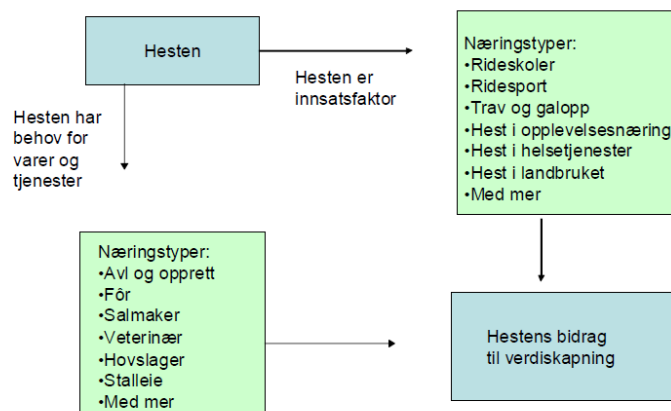 Hesten
Hesten er
innsatsfaktor
Næringstyper:
•Rideskoler
•Ridesport
•Trav og galopp
•Hest i opplevelsesnæring
•Hest i helsetjenester
•Hest i landbruket
•Med mer
Hesten har
behov for
varer og
tjenester
Næringstyper:
•Avl og opprett
•Fôr
•Salmaker
•Veterinær
•Hovslager
•Stalleie
•Med mer
Hestens bidrag
til verdiskapning